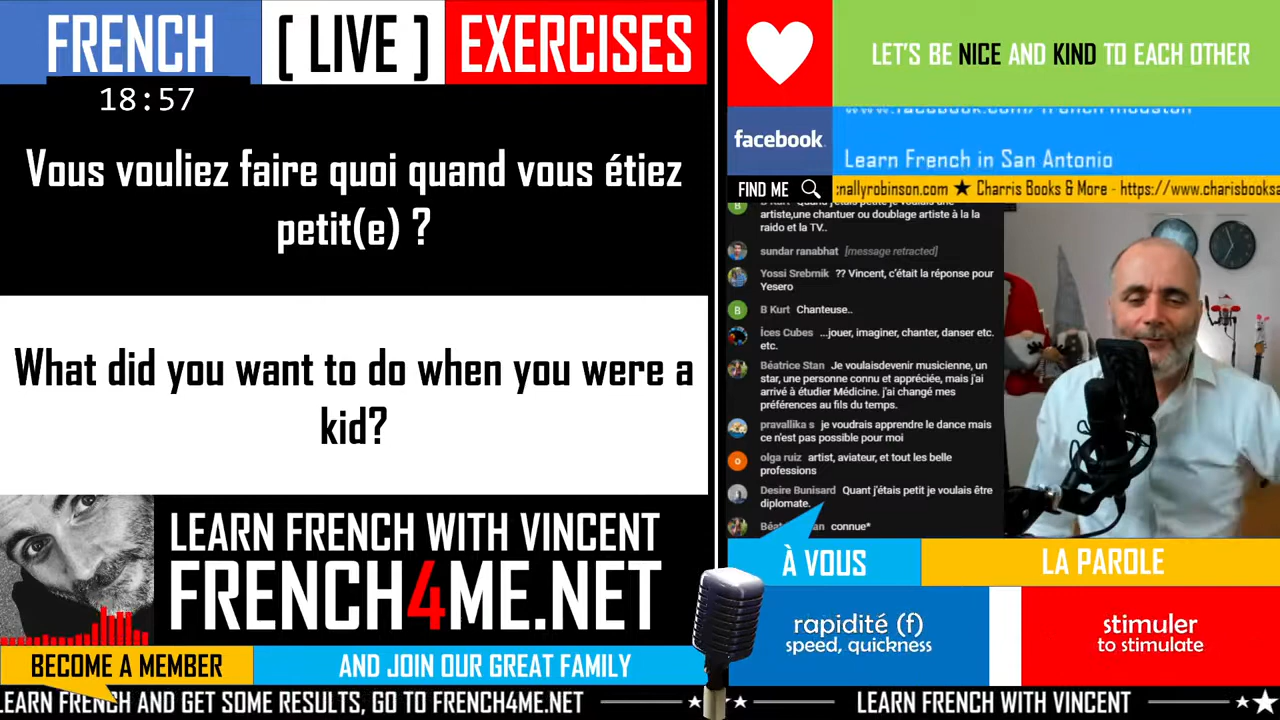 FRENCH
[ LIVE ]
EXERCISES
18:57
Vous vouliez faire quoi quand vous étiez
petit(e) ?
What did you want to do when you were a
kid?
LEARN FRENCH WITH VINCENT
FRENCH4ME.NET
BECOME A MEMBER
AND JOIN OUR GREAT FAMILY
LEARN FRENCH AND GET SOME RESULTS, GO TO FRENCH4ME.NET
LEARN FRENCH WITH VINCENT
LET'S BE NICE AND KIND TO EACH OTHER
facebook
Learn French in San Antonio
FIND ME
nallyrobinson.com ★ Charris Books & More - https://www.charisbooksa
B Kurt Quand j'étais petite je voulais une
artiste,une chantuer ou doublage artiste à la la
raido et la TV..
sundar ranabhat [message retracted]
Yossi Srebrnik ?? Vincent, c'était la réponse pour
Yesero
B
B Kurt Chanteuse..
İces Cubes ...jouer, imaginer, chanter, danser etc.
etc.
Béatrice Stan Je voulaisdevenir musicienne, un
star, une personne connu et appréciée, mais j'ai
arrivé à étudier Médicine. j'ai changé mes
préférences au fils du temps.
pravallika s je voudrais apprendre le dance mais
ce n'est pas possible pour moi
o
olga ruiz artist, aviateur, et tout les belle
professions
Desire Bunisard Quant j'étais petit je voulais être
diplomate.
connue*
À VOUS
LA PAROLE
rapidité (f)
speed, quickness
stimuler
to stimulate